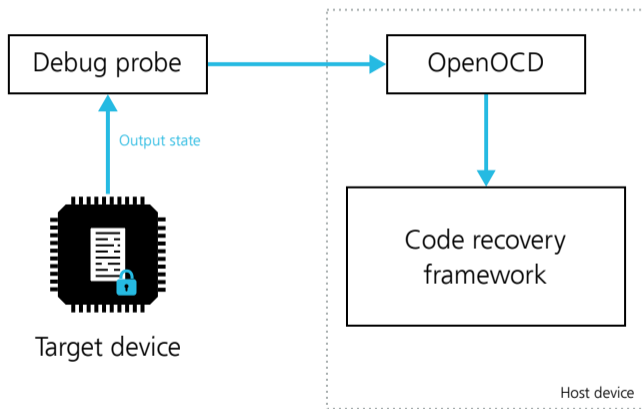 Debug probe
OpenOCD
Output state
Code recovery
framework
Target device
Host device